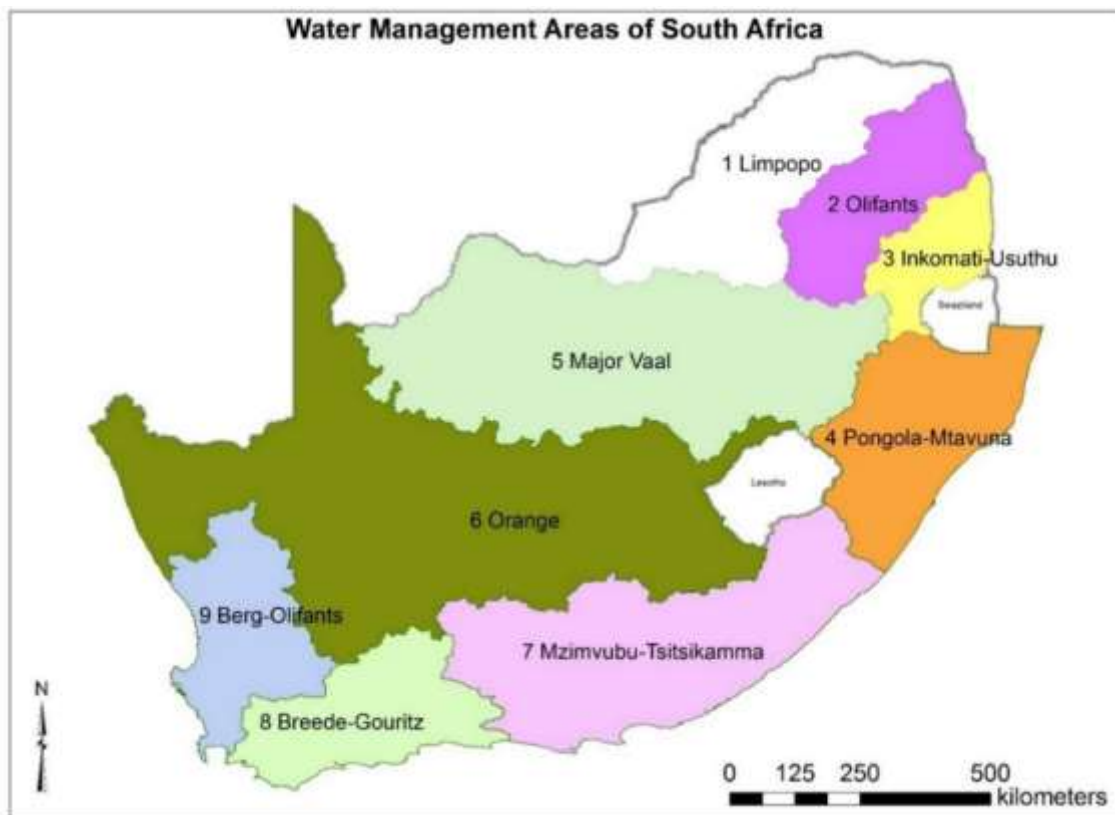 Water Management Areas of South Africa
1 Limpopo
2 Olifants
3 Inkomati-Usuthu
Swaziland
5 Major Vaal
4 Pongola-Mtavuna
Lesotho
6 Orange
9 Berg-Olifants
7 Mzimvubu-Tsitsikamma
8 Breede-Gouritz
N
0 125 250 500
kilometers